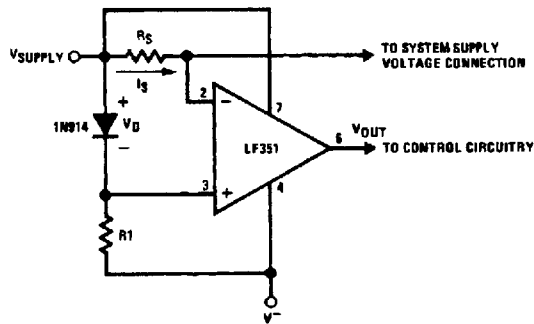 VSUPPLY
RS
TO SYSTEM SUPPLY
VOLTAGE CONNECTION
IS
2
−
7
+
1N914
VD
−
LF351
6
VOUT
TO CONTROL CIRCUITRY
3
+
4
R1
V−